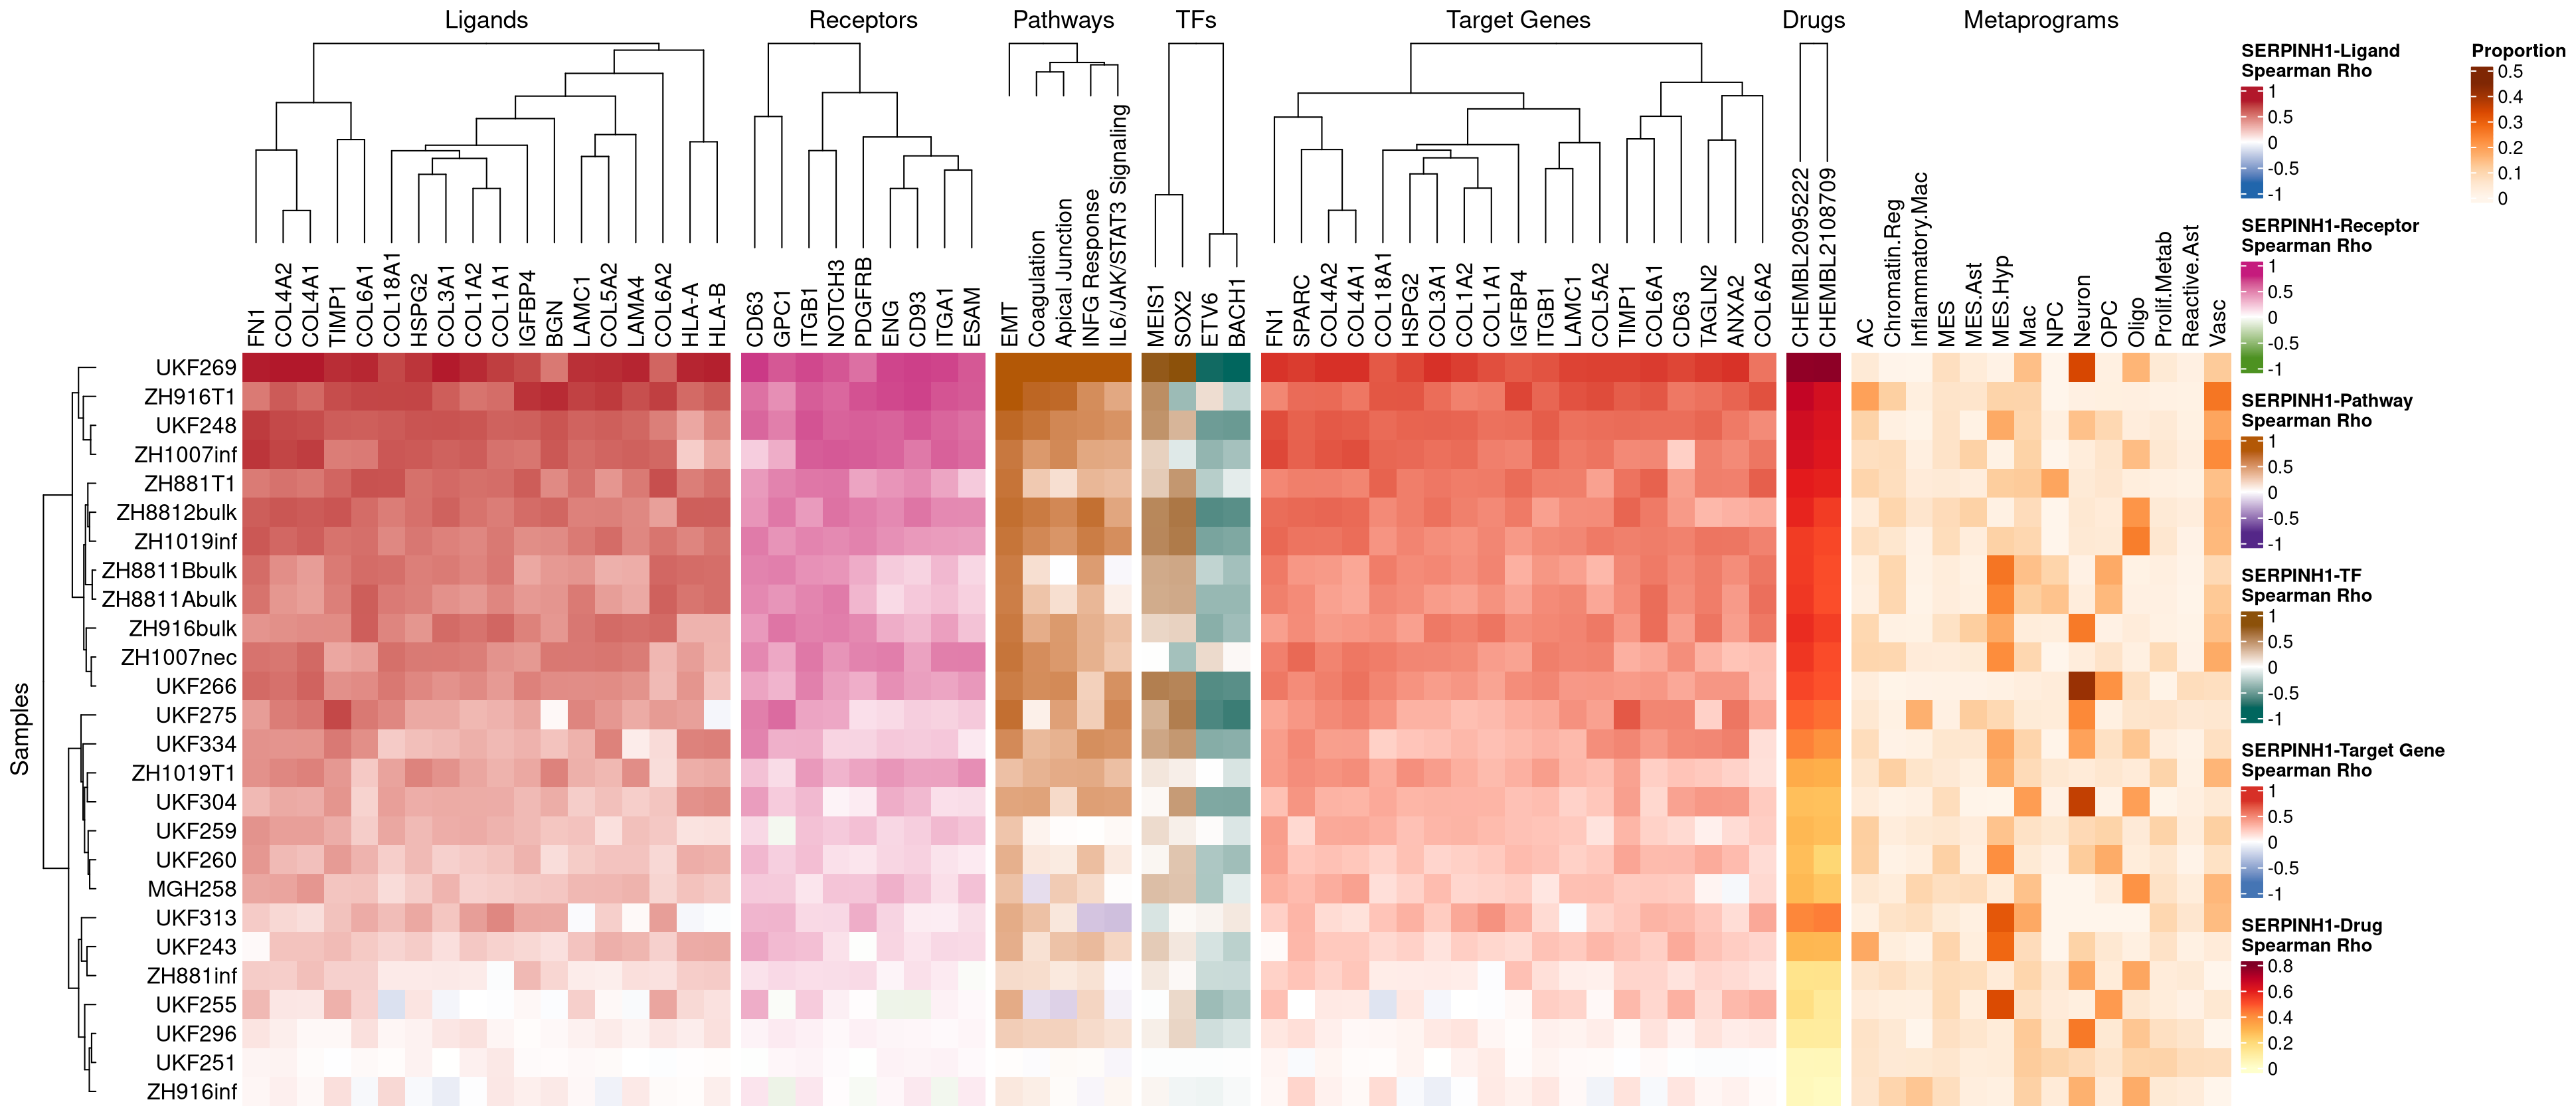 Ligands
Receptors
Pathways
TFs
Target Genes
Drugs
Metaprograms
FN1
COL4A2
COL4A1
TIMP1
COL6A1
COL18A1
HSPG2
COL3A1
COL1A2
COL1A1
IGFBP4
BGN
LAMC1
COL5A2
LAMA4
COL6A2
HLA-A
HLA-B
CD63
GPC1
ITGB1
NOTCH3
PDGFRB
ENG
CD93
ITGA1
ESAM
EMT
Coagulation
Apical Junction
INFG Response
IL6/JAK/STAT3 Signaling
MEIS1
SOX2
ETV6
BACH1
FN1
SPARC
COL4A2
COL4A1
COL18A1
HSPG2
COL3A1
COL1A2
COL1A1
IGFBP4
ITGB1
LAMC1
COL5A2
TIMP1
COL6A1
CD63
TAGLN2
ANXA2
COL6A2
CHEMBL2095222
CHEMBL2108709
AC
Chromatin.Reg
Inflammatory.Mac
MES
MES.Ast
MES.Hyp
Mac
NPC
Neuron
OPC
Oligo
Prolif.Metab
Reactive.Ast
Vasc
Samples
UKF269
ZH916T1
UKF248
ZH1007inf
ZH881T1
ZH8812bulk
ZH1019inf
ZH8811Bbulk
ZH8811Abulk
ZH916bulk
ZH1007nec
UKF266
UKF275
UKF334
ZH1019T1
UKF304
UKF259
UKF260
MGH258
UKF313
UKF243
ZH881inf
UKF255
UKF296
UKF251
ZH916inf
SERPINH1-Ligand
Spearman Rho
1
0.5
0
-0.5
-1
SERPINH1-Receptor
Spearman Rho
1
0.5
0
-0.5
-1
SERPINH1-Pathway
Spearman Rho
1
0.5
0
-0.5
-1
SERPINH1-TF
Spearman Rho
1
0.5
0
-0.5
-1
SERPINH1-Target Gene
Spearman Rho
1
0.5
0
-0.5
-1
SERPINH1-Drug
Spearman Rho
0.8
0.6
0.4
0.2
0
Proportion
0.5
0.4
0.3
0.2
0.1
0